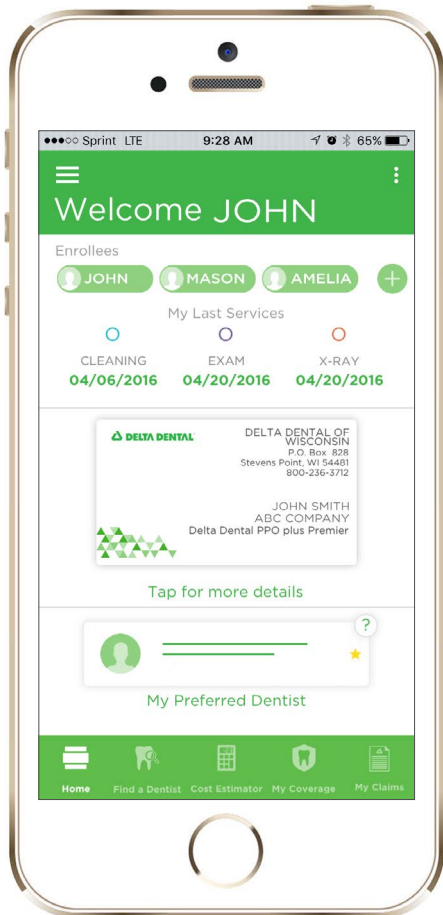 Sprint LTE 9:28 AM 65%
Welcome JOHN
Enrollees
JOHN MASON AMELIA +
My Last Services
CLEANING EXAM X-RAY
04/06/2016 04/20/2016 04/20/2016
DELTA DENTAL
DELTA DENTAL OF
WISCONSIN
P.O. Box 828
Stevens Point, WI 54481
800-236-3712
JOHN SMITH
ABC COMPANY
Delta Dental PPO plus Premier
Tap for more details
?
My Preferred Dentist
Home Find a Dentist Cost Estimator My Coverage My Claims